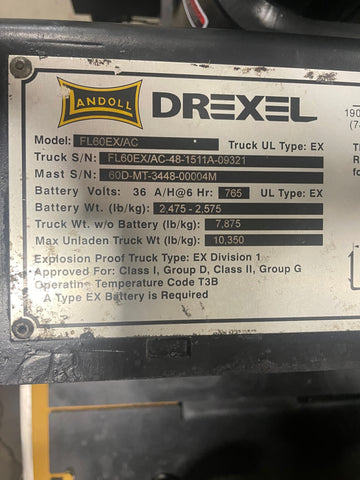 LANDOLL DREXEL
190
(7
Model: FL60EX/AC Truck UL Type: EX
Truck S/N: FL60EX/AC-48-1511A-09321
Mast S/N: 60D-MT-3448-00004M
Battery Volts: 36 A/H@6 Hr: 765 UL Type: EX
Battery Wt. (lb/kg): 2,475 - 2,575
Truck Wt. w/o Battery (lb/kg): 7,875
Max Unladen Truck Wt (lb/kg) 10,350
Explosion Proof Truck Type: EX Division 1
Approved For: Class I, Group D, Class II, Group G
Operatin Temperature Code T3B
A Type EX Battery is Required